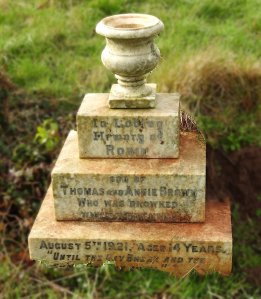 In Loving
Memory of
SON OF
THOMAS AND ANNIE BROWN
WHO WAS DROWNED
AUGUST 5TH 1921, AGED 14 YEARS.
"UNTIL THE DAY BREAK AND THE